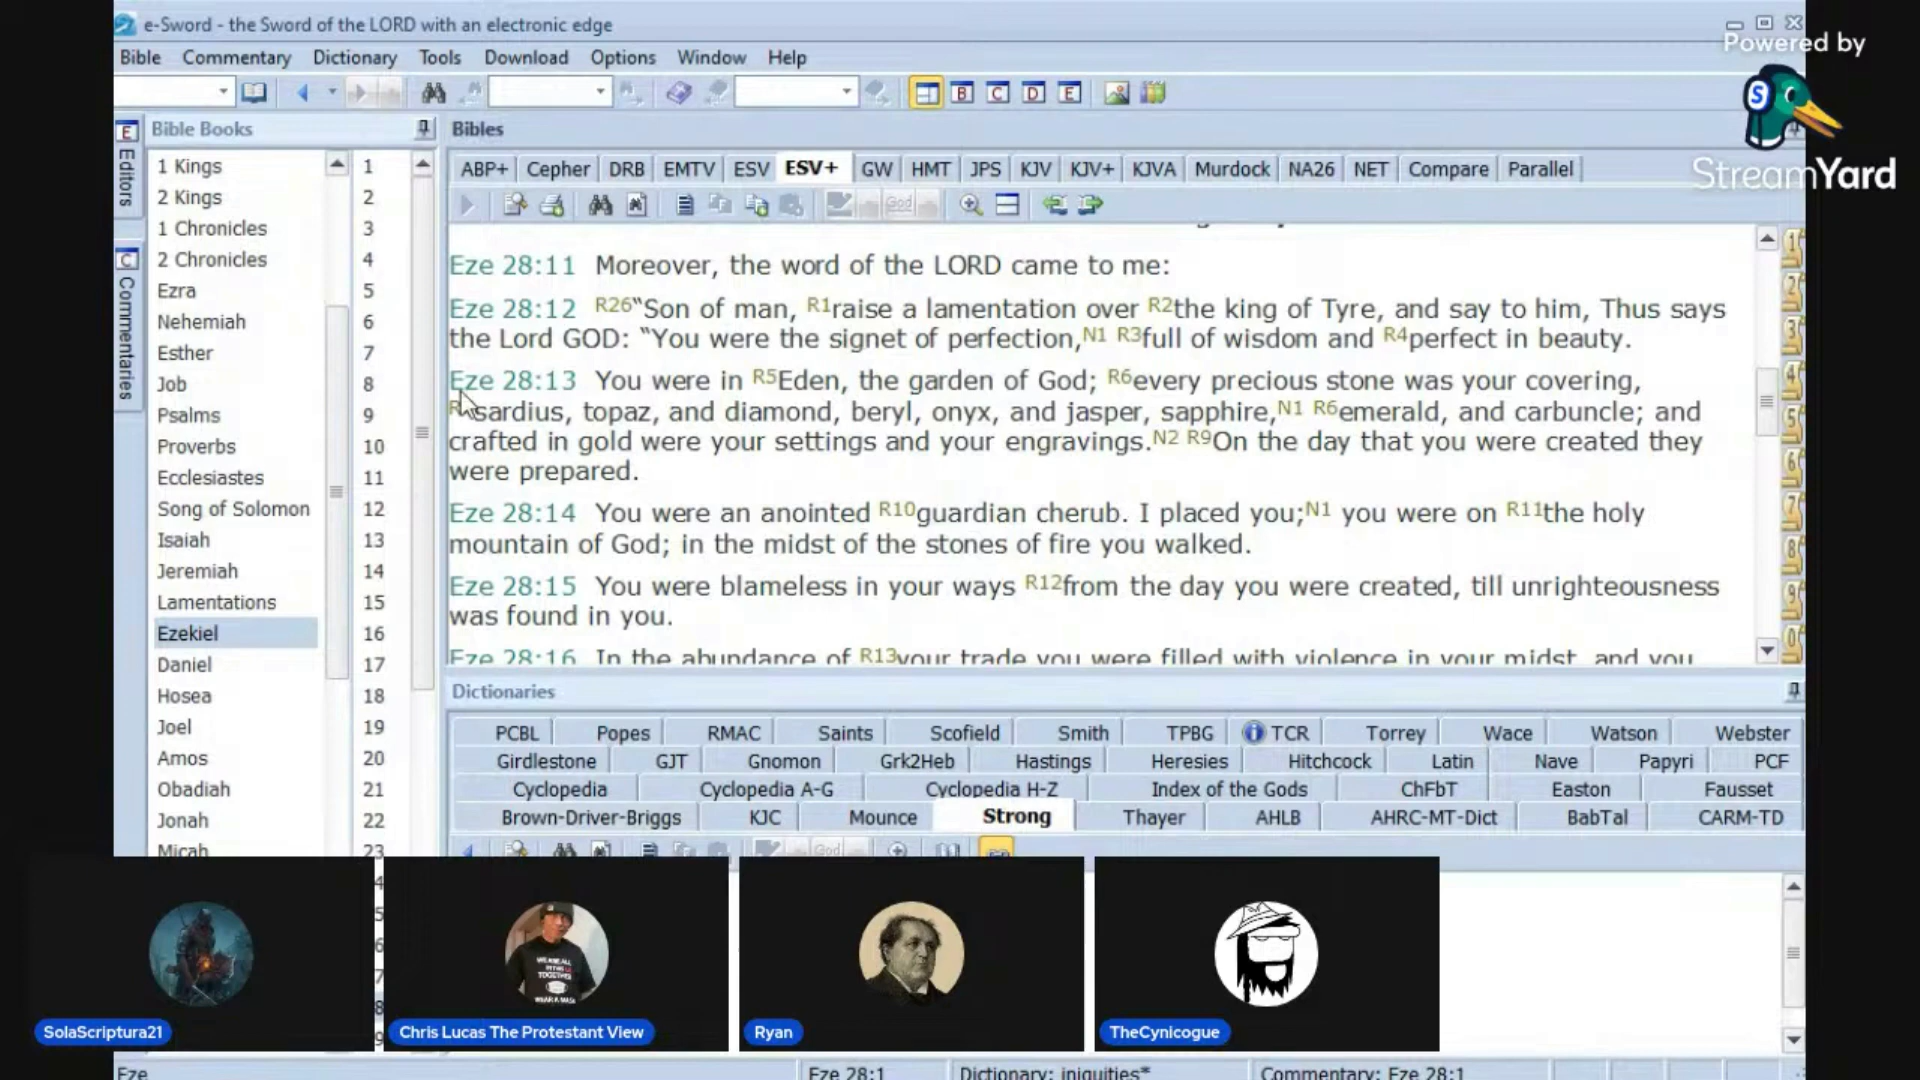 e-Sword - the Sword of the LORD with an electronic edge
Powered by
StreamYard
Bible Commentary Dictionary Tools Download Options Window Help
B C D E
Editors
Commentaries
Bible Books
1 Kings
2 Kings
1 Chronicles
2 Chronicles
Ezra
Nehemiah
Esther
Job
Psalms
Proverbs
Ecclesiastes
Song of Solomon
Isaiah
Jeremiah
Lamentations
Ezekiel
Daniel
Hosea
Joel
Amos
Obadiah
Jonah
Micah
1
2
3
4
5
6
7
8
9
10
11
12
13
14
15
16
17
18
19
20
21
22
23
Bibles
ABP+ Cepher DRB EMTV ESV ESV+ GW HMT JPS KJV KJV+ KJVA Murdock NA26 NET Compare Parallel
Eze 28:11 Moreover, the word of the LORD came to me:
Eze 28:12 R26“Son of man, R1raise a lamentation over R2the king of Tyre, and say to him, Thus says
the Lord GOD: “You were the signet of perfection,N1 R3full of wisdom and R4perfect in beauty.
Eze 28:13 You were in R5Eden, the garden of God; R6every precious stone was your covering,
sardius, topaz, and diamond, beryl, onyx, and jasper, sapphire,N1 R6emerald, and carbuncle; and
crafted in gold were your settings and your engravings.N2 R9On the day that you were created they
were prepared.
Eze 28:14 You were an anointed R10guardian cherub. I placed you;N1 you were on R11the holy
mountain of God; in the midst of the stones of fire you walked.
Eze 28:15 You were blameless in your ways R12from the day you were created, till unrighteousness
was found in you.
Eze 28:16 In the abundance of R13your trade you were filled with violence in your midst, and you
Dictionaries
PCBL Popes RMAC Saints Scofield Smith TPBG TCR Torrey Wace Watson Webster
Girdlestone GJT Gnomon Grk2Heb Hastings Heresies Hitchcock Latin Nave Papyri PCF
Cyclopedia Cyclopedia A-G Cyclopedia H-Z Index of the Gods ChFbT Easton Fausset
Brown-Driver-Briggs KJC Mounce Strong Thayer AHLB AHRC-MT-Dict BabTal CARM-TD
WE ARE ALL
IN THIS
TOGETHER
WEAR A MASK
SolaScriptura21
Chris Lucas The Protestant View
Ryan
TheCynicogue
Eze Eze 28:1 Dictionary: iniquities* Commentary: Eze 28:1